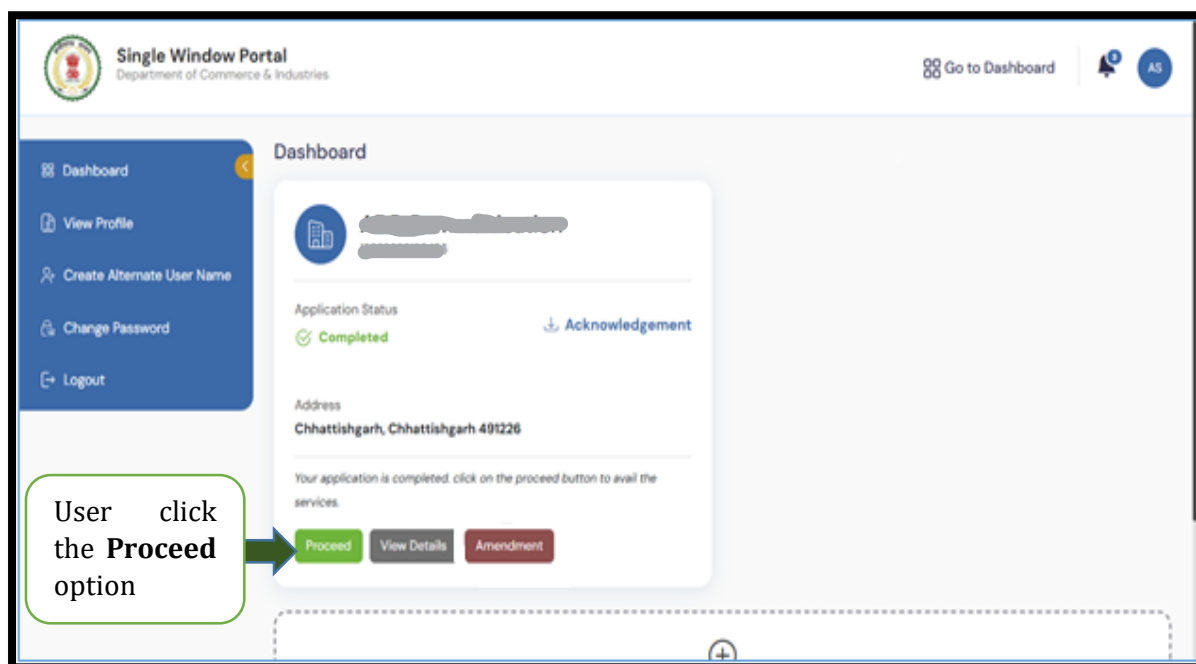 Single Window Portal
Department of Commerce & Industries
Go to Dashboard
3
AS
Dashboard
View Profile
Create Alternate User Name
Change Password
Logout
Dashboard
Application Status
Completed
Acknowledgement
Address
Chhattishgarh, Chhattishgarh 491226
Your application is completed. click on the proceed button to avail the
services.
Proceed
View Details
Amendment
User click
the Proceed
option